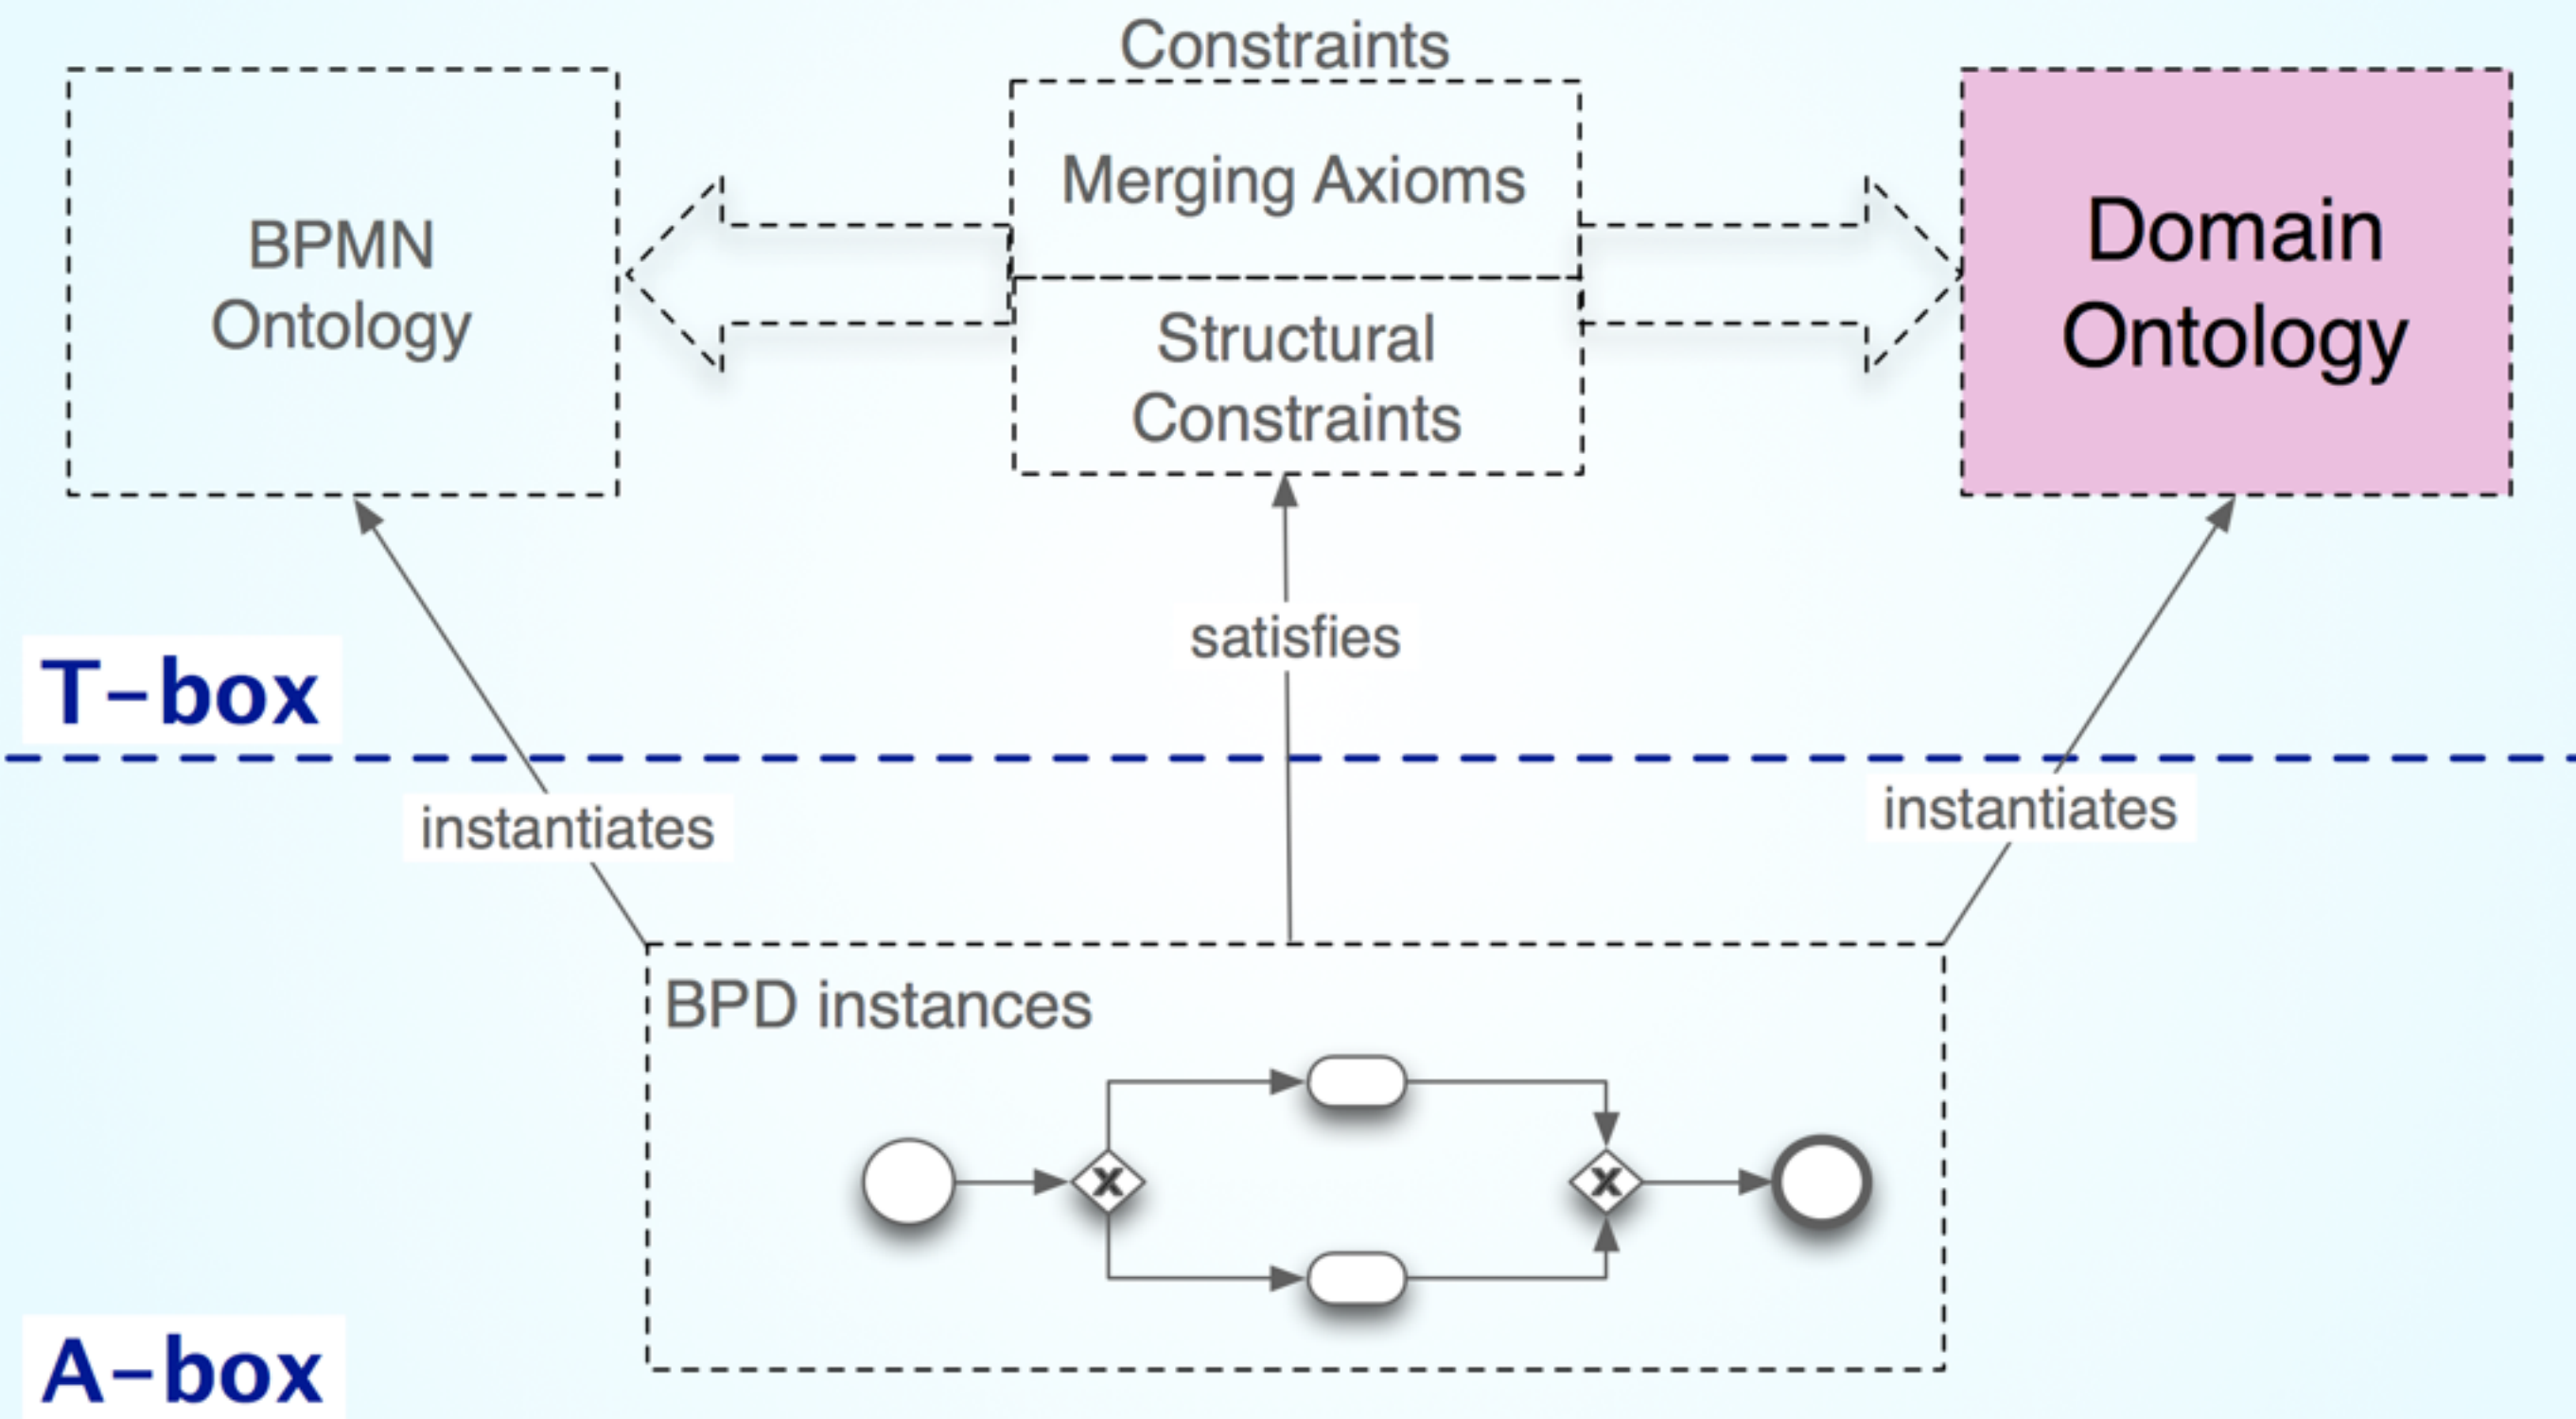 Constraints
BPMN
Ontology
Merging Axioms
Structural
Constraints
Domain
Ontology
satisfies
T-box
instantiates
instantiates
BPD instances
X
X
A-box